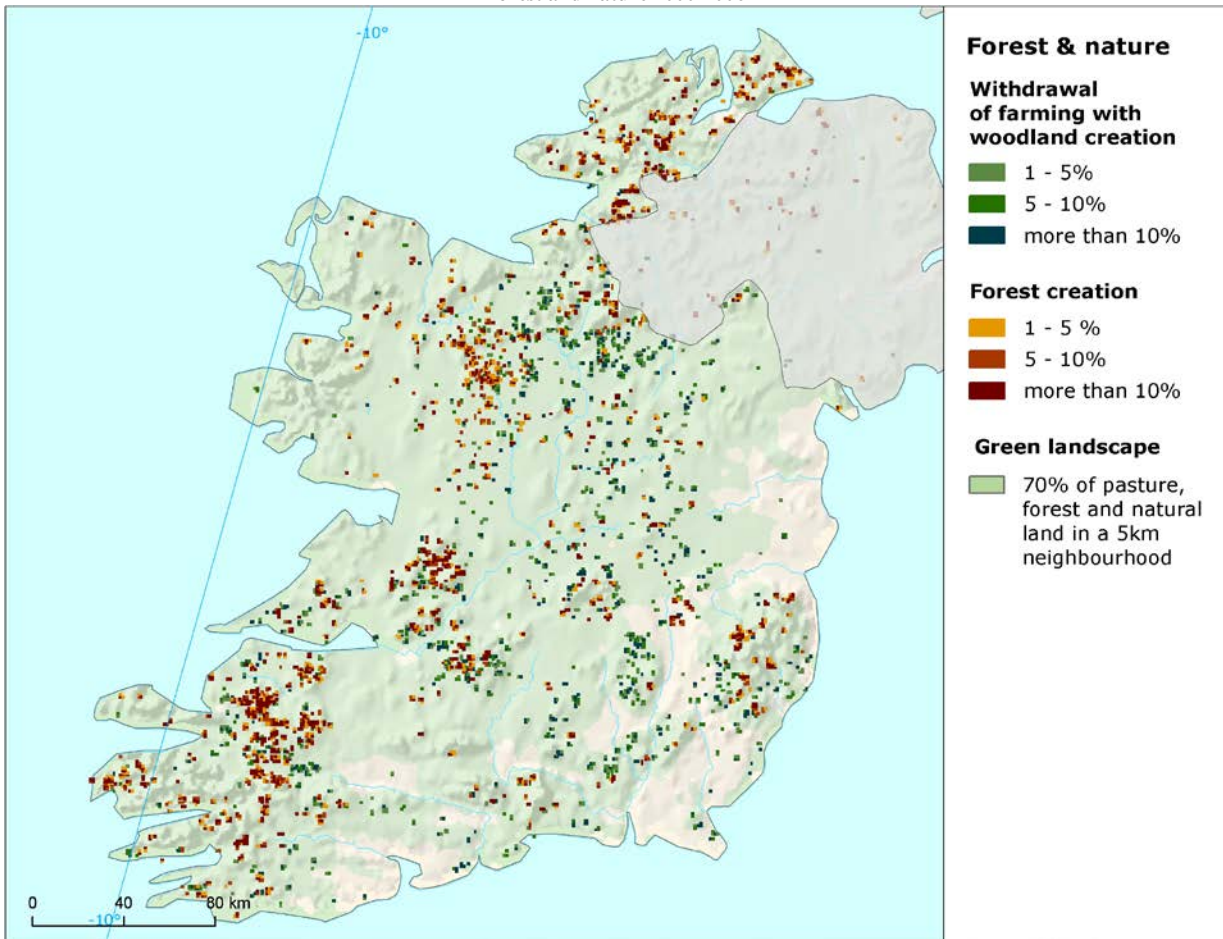 -10°
Forest & nature
Withdrawal
of farming with
woodland creation
1 - 5%
5 - 10%
more than 10%
Forest creation
1 - 5 %
5 - 10%
more than 10%
Green landscape
70% of pasture,
forest and natural
land in a 5km
neighbourhood
0 40 80 km
-10°